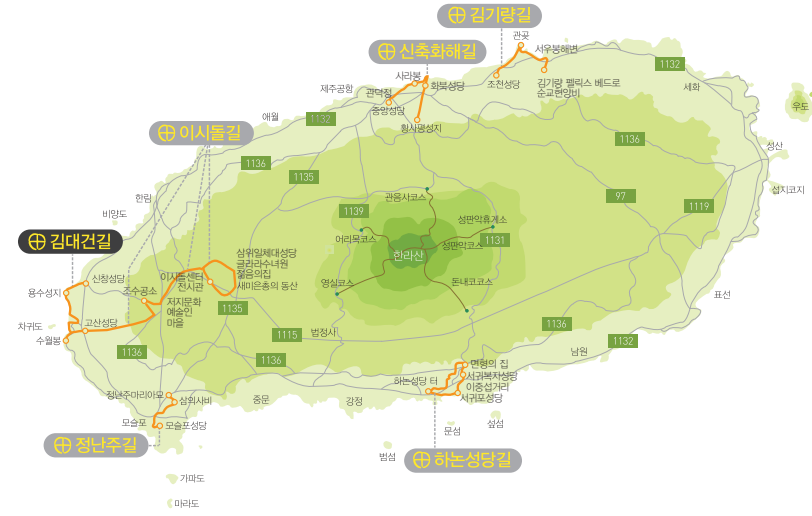 김기량길
관곶
서우봉해변
신축화해길
사라봉
화북성당
제주공항
관덕정
중앙성당
황사평성지
조천성당
김기량 펠릭스 베드로
순교현양비
1132
세화
우도
애월
1132
이시돌길
1136
1135
1136
성산
섭지코지
97
1119
한림
비양도
관음사코스
1139
성판악휴게소
어리목코스
성판악코스
1131
한라산
김대건길
삼위일체대성당
글라라수녀원
젊음의집
새미은총의 동산
이시돌센터
전시관
신창성당
용수성지
조수공소
저지문화
예술인
마을
영실코스
돈내코코스
표선
차귀도
고산성당
수월봉
1135
1115
법정사
1136
1132
1136
1136
남원
면형의 집
서귀복자성당
이중섭거리
서귀포성당
하논성당 터
정난주마리아묘
삼위사비
중문
강정
모슬포
모슬포성당
문섬
섶섬
정난주길
범섬
하논성당길
가파도
마라도